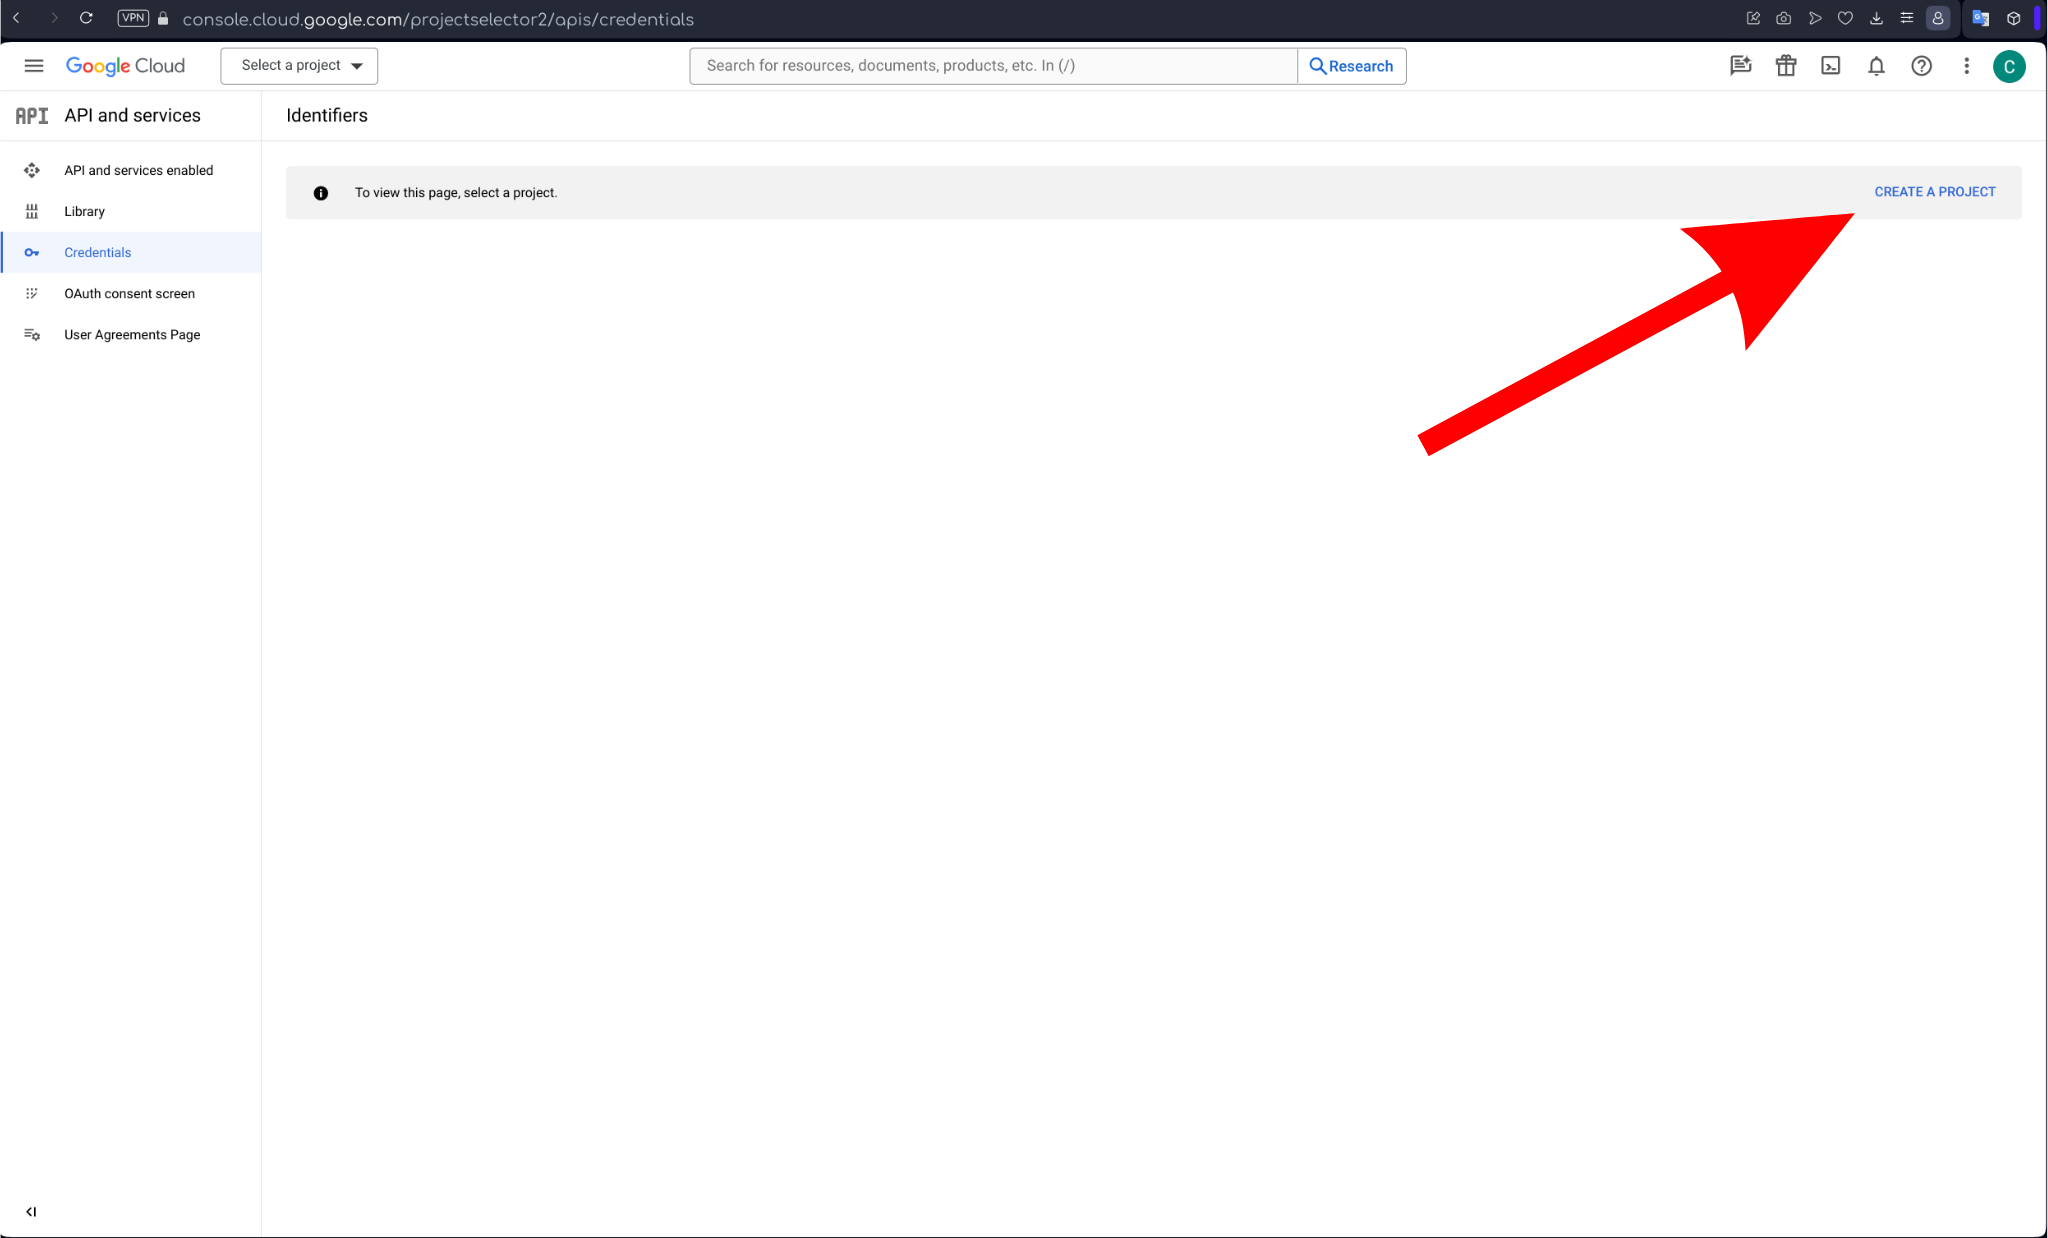 VPN console.cloud.google.com/projectselector2/apis/credentials
Google Cloud Select a project Search for resources, documents, products, etc. In (/) Research C
API API and services Identifiers
API and services enabled
To view this page, select a project. CREATE A PROJECT
Library
Credentials
OAuth consent screen
User Agreements Page